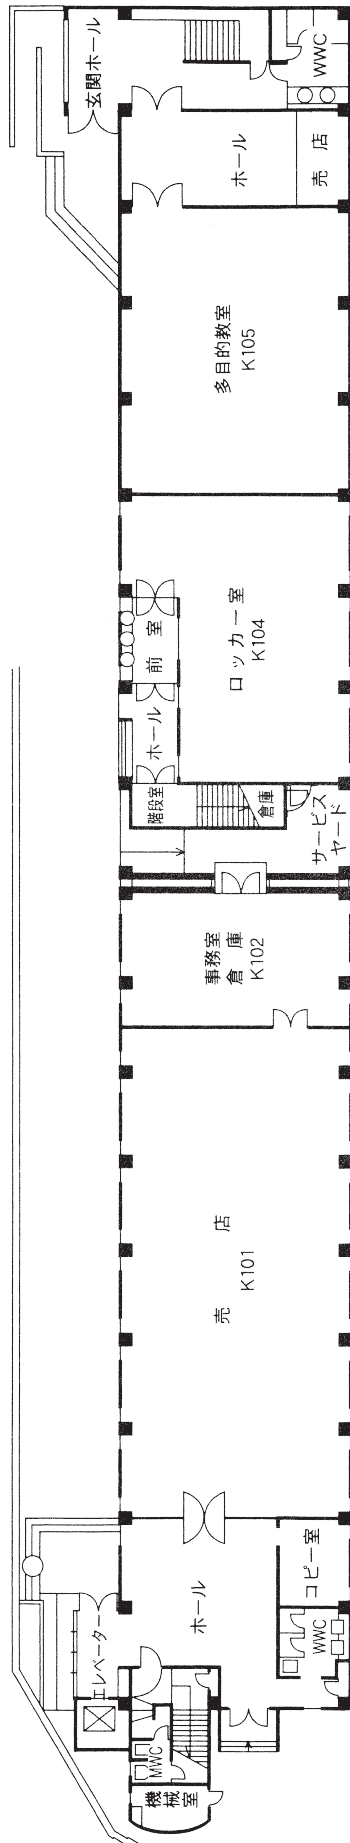 玄関ホール
WWC
ホール
売店
多目的教室
K105
ロッカー室
K104
前室
ホール
階段室
倉庫
サービス
ヤード
事務室
倉庫
K102
売店
K101
ホール
コピー室
WWC
エレベーター
MWC
機械室